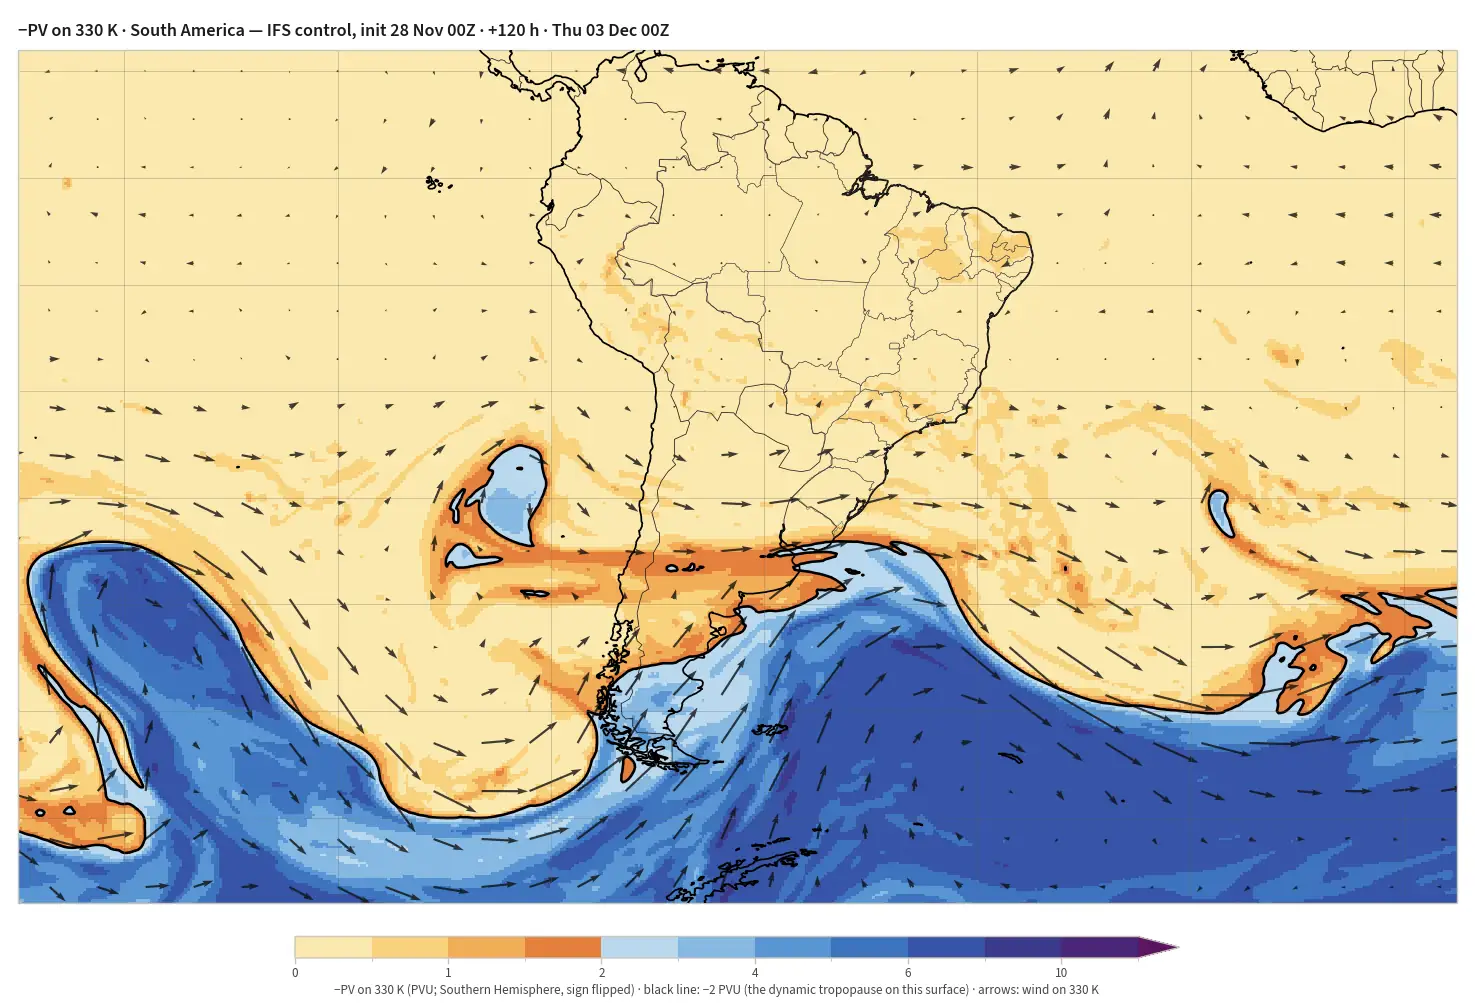 −PV on 330 K · South America — IFS control, init 28 Nov 00Z · +120 h · Thu 03 Dec 00Z
0 1 2 4 6 10
−PV on 330 K (PVU; Southern Hemisphere, sign flipped) · black line: −2 PVU (the dynamic tropopause on this surface) · arrows: wind on 330 K